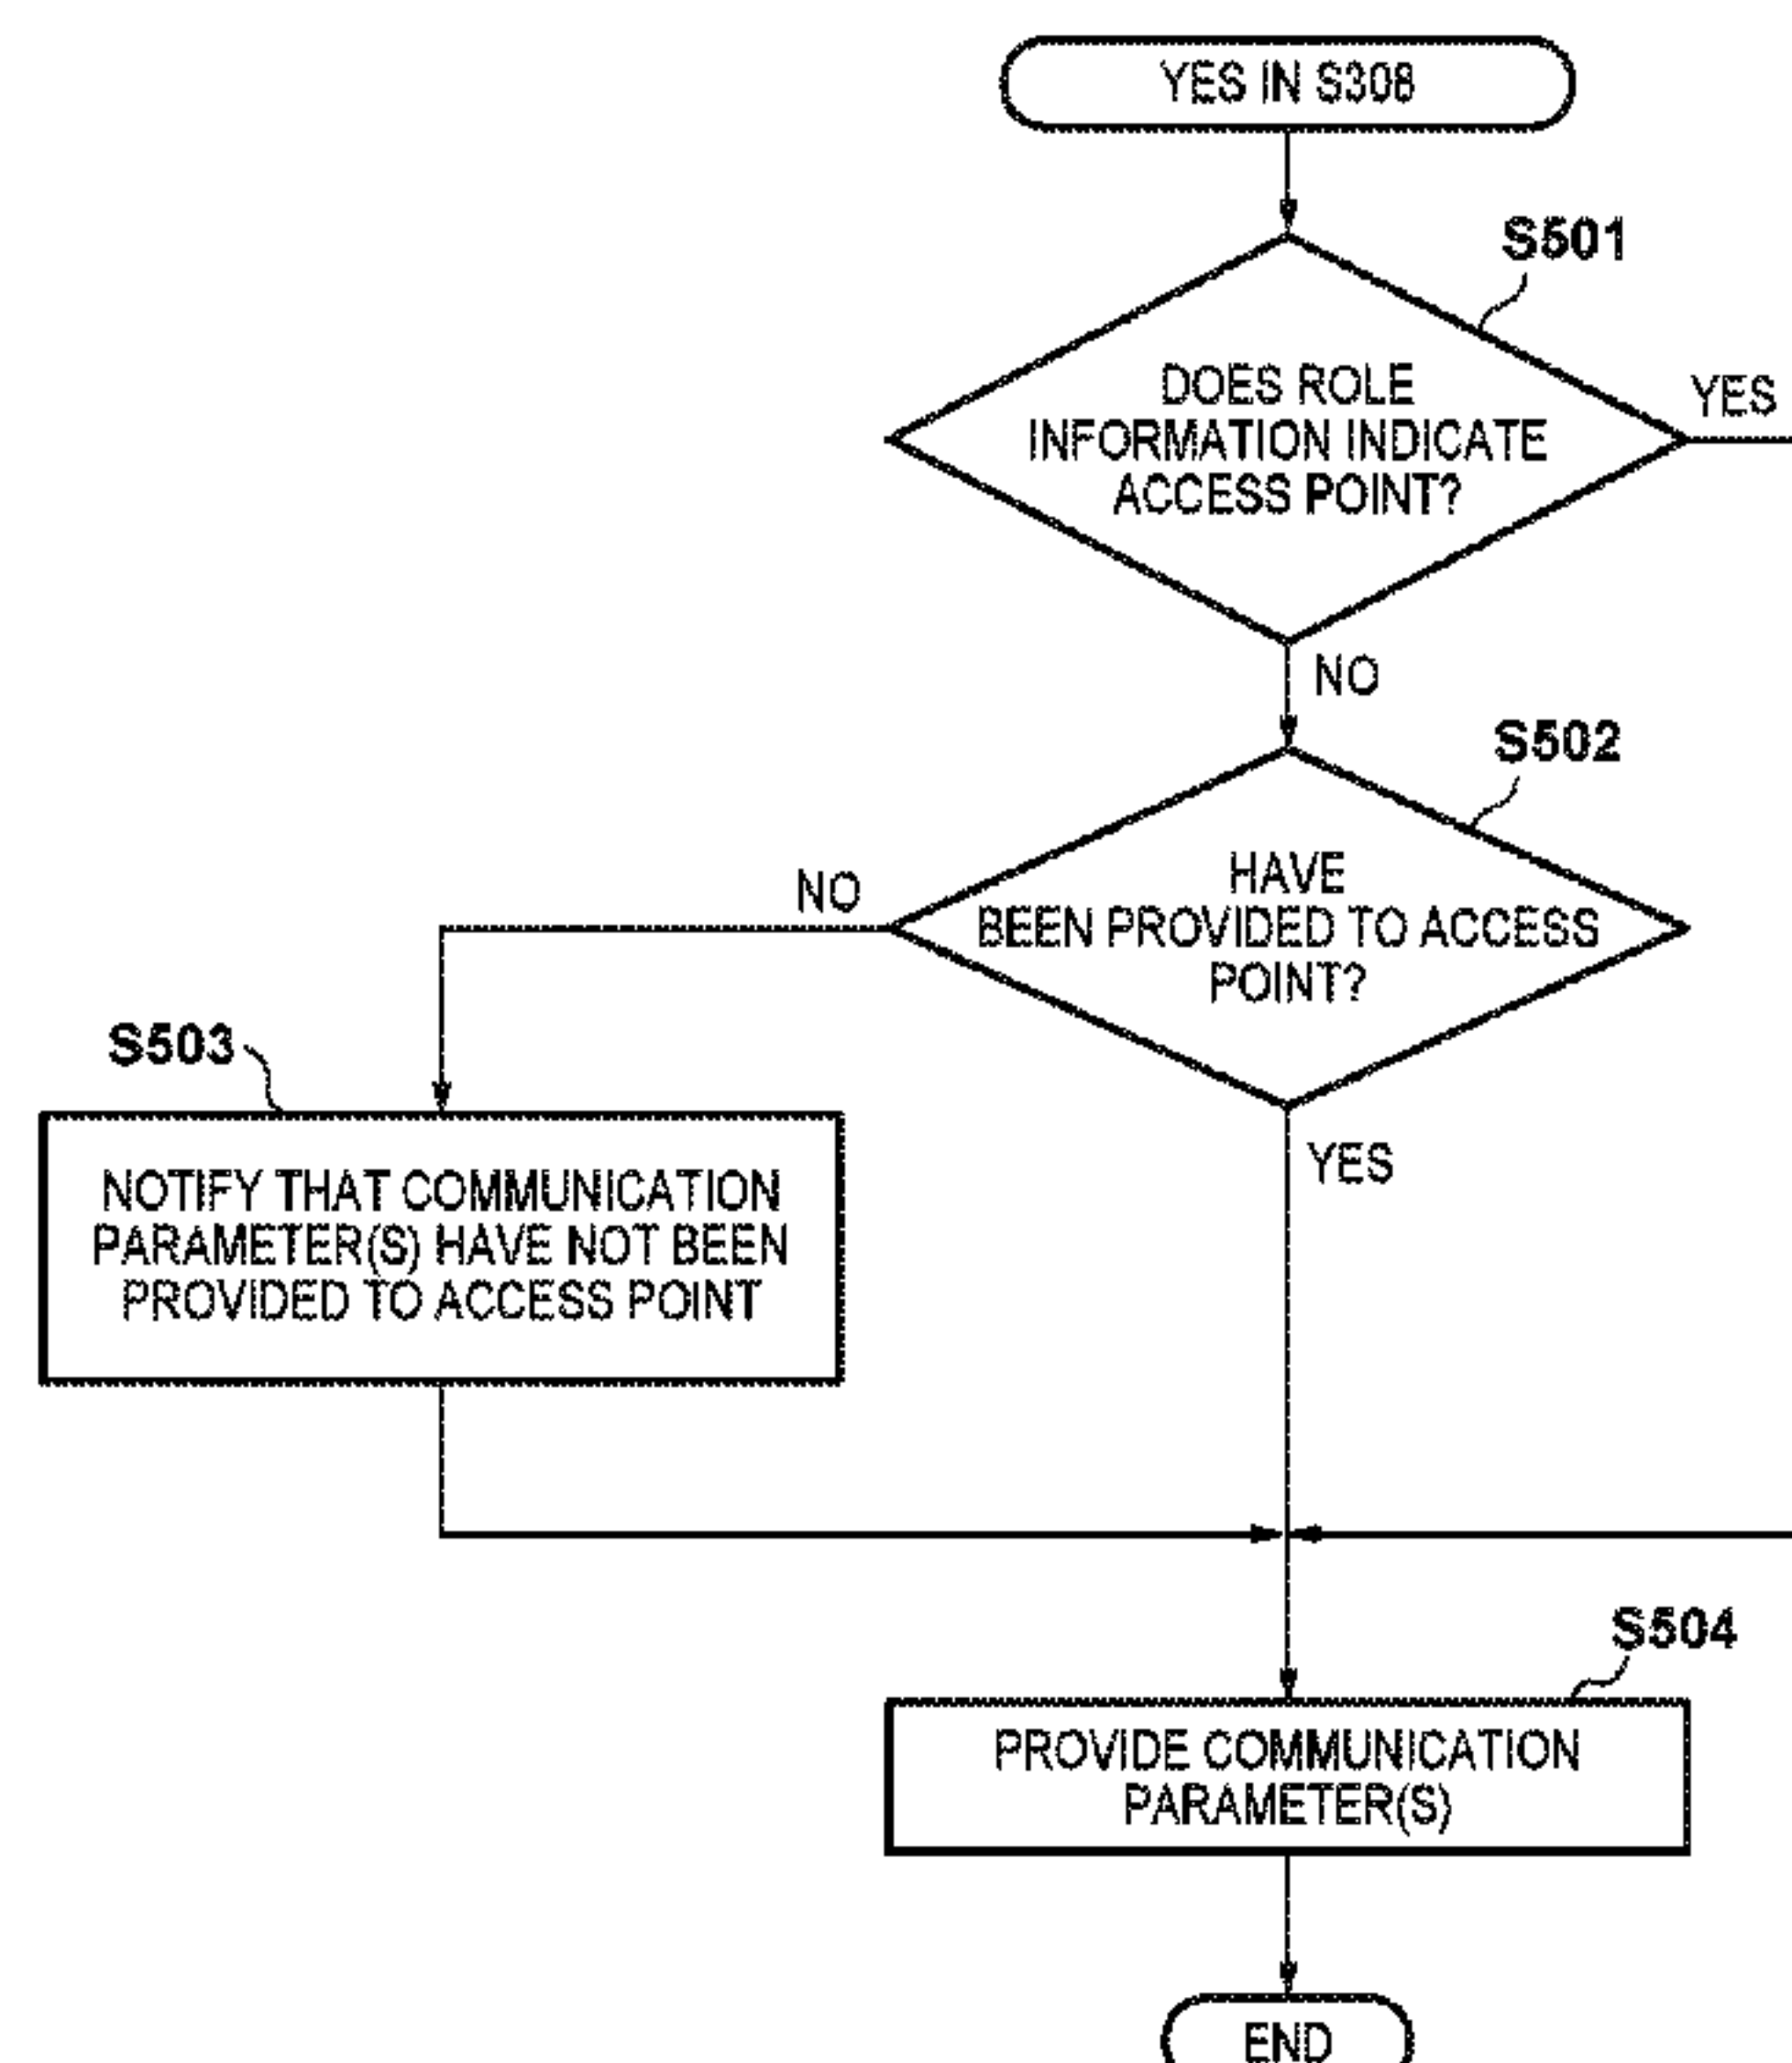 YES IN S308
S501
DOES ROLE
INFORMATION INDICATE
ACCESS POINT?
YES
NO
S502
HAVE
BEEN PROVIDED TO ACCESS
POINT?
NO
YES
S503
NOTIFY THAT COMMUNICATION
PARAMETER(S) HAVE NOT BEEN
PROVIDED TO ACCESS POINT
S504
PROVIDE COMMUNICATION
PARAMETER(S)
END